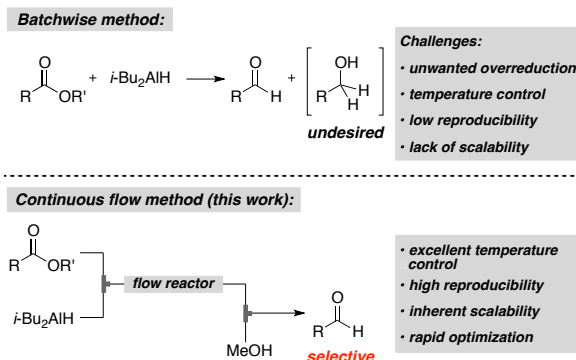 Batchwise method:
O
R
OR'
+
i-Bu2AlH
O
R
H
+
OH
R
H
H
undesired
Challenges:
· unwanted overreduction
· temperature control
· low reproducibility
· lack of scalability
Continuous flow method (this work):
O
R
OR'
i-Bu2AlH
flow reactor
MeOH
O
R
H
selective
· excellent temperature
control
· high reproducibility
· inherent scalability
· rapid optimization